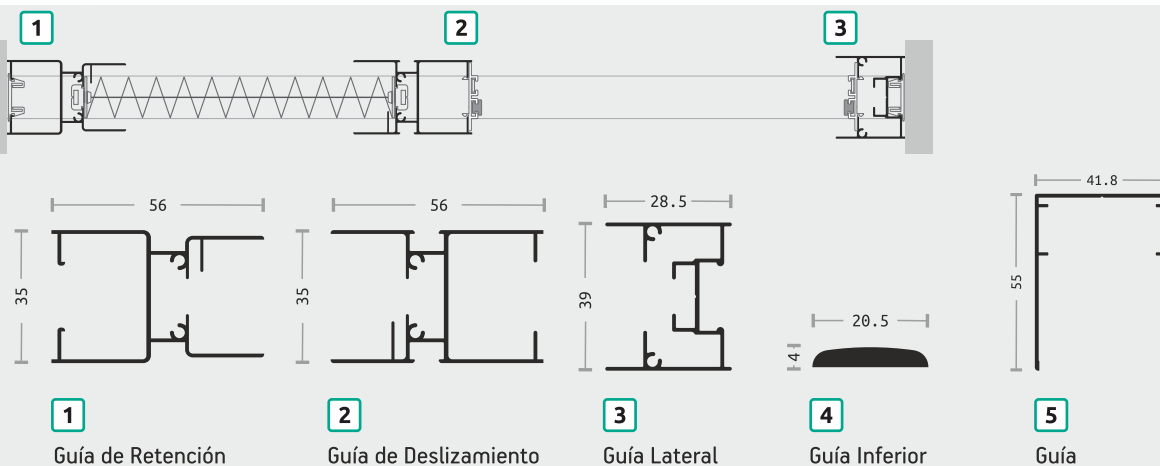 1 2 3
56 56 28.5 41.8
35 35 39 20.5 4 55
1 2 3 4 5
Guía de Retención Guía de Deslizamiento Guía Lateral Guía Inferior Guía